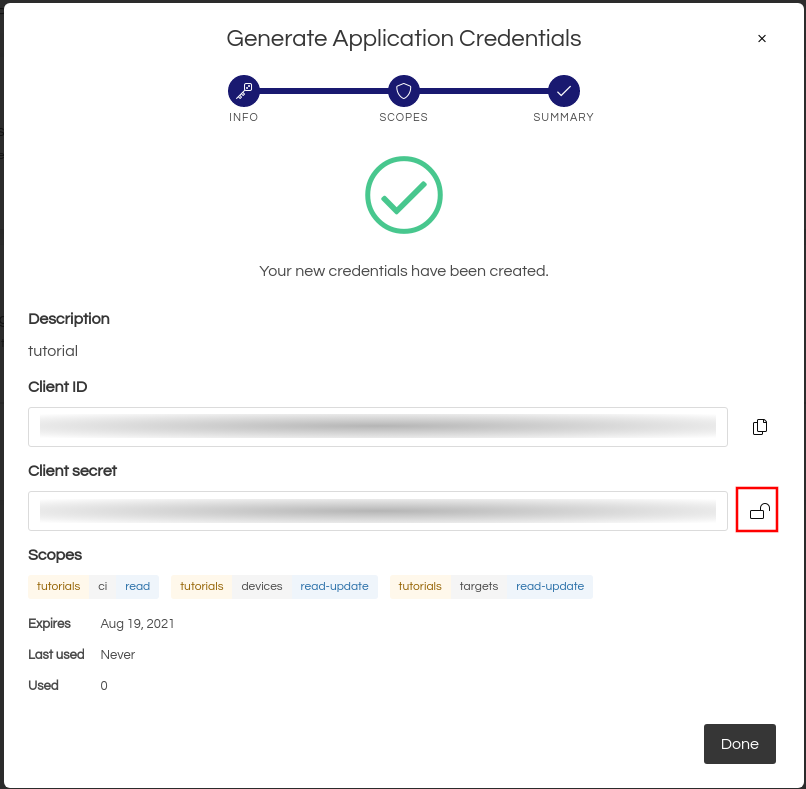 Generate Application Credentials
INFO SCOPES SUMMARY
Your new credentials have been created.
Description
tutorial
Client ID
Client secret
Scopes
tutorials ci read tutorials devices read-update tutorials targets read-update
Expires Aug 19, 2021
Last used Never
Used 0
Done